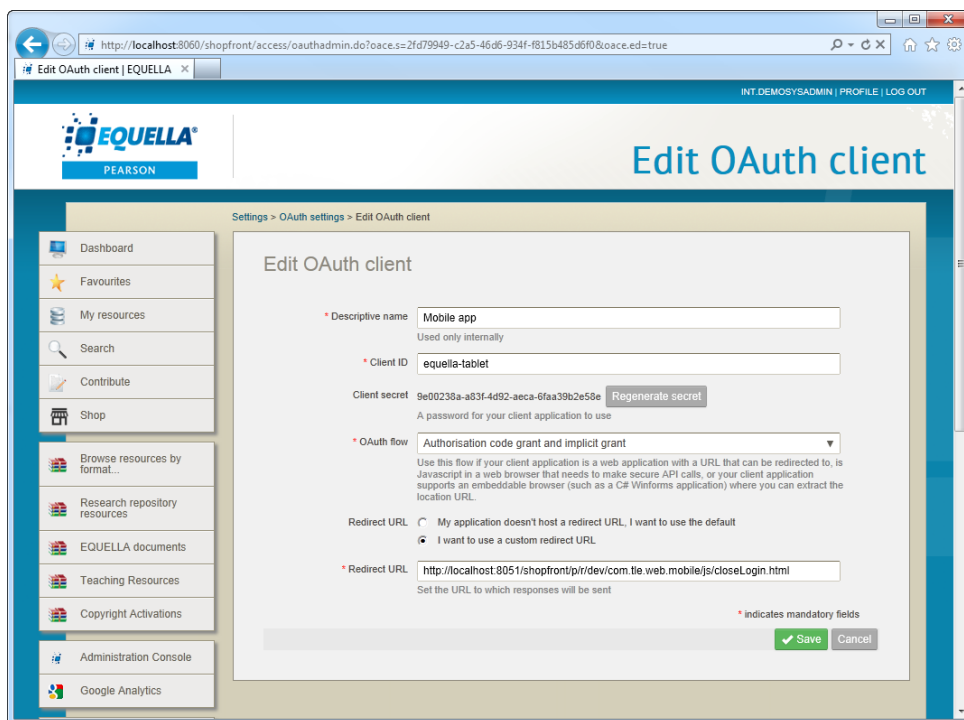 http://localhost:8060/shopfront/access/oauthadmin.do?oace.s=2fd79949-c2a5-46d6-934f-f815b485d6f0&oace.ed=true
Edit OAuth client | EQUELLA
INT.DEMOSYSADMIN | PROFILE | LOG OUT
EQUELLA®
PEARSON
Edit OAuth client
Settings > OAuth settings > Edit OAuth client
Dashboard
Favourites
My resources
Search
Contribute
Shop
Browse resources by
format...
Research repository
resources
EQUELLA documents
Teaching Resources
Copyright Activations
Administration Console
Google Analytics
Edit OAuth client
* Descriptive name Mobile app
Used only internally
* Client ID equella-tablet
Client secret 9e00238a-a83f-4d92-aeca-6faa39b2e58e Regenerate secret
A password for your client application to use
* OAuth flow Authorisation code grant and implicit grant
Use this flow if your client application is a web application with a URL that can be redirected to, is
Javascript in a web browser that needs to make secure API calls, or your client application
supports an embeddable browser (such as a C# Winforms application) where you can extract the
location URL.
Redirect URL My application doesn't host a redirect URL, I want to use the default
I want to use a custom redirect URL
* Redirect URL http://localhost:8051/shopfront/p/r/dev/com.tle.web.mobile/js/closeLogin.html
Set the URL to which responses will be sent
* indicates mandatory fields
Save Cancel